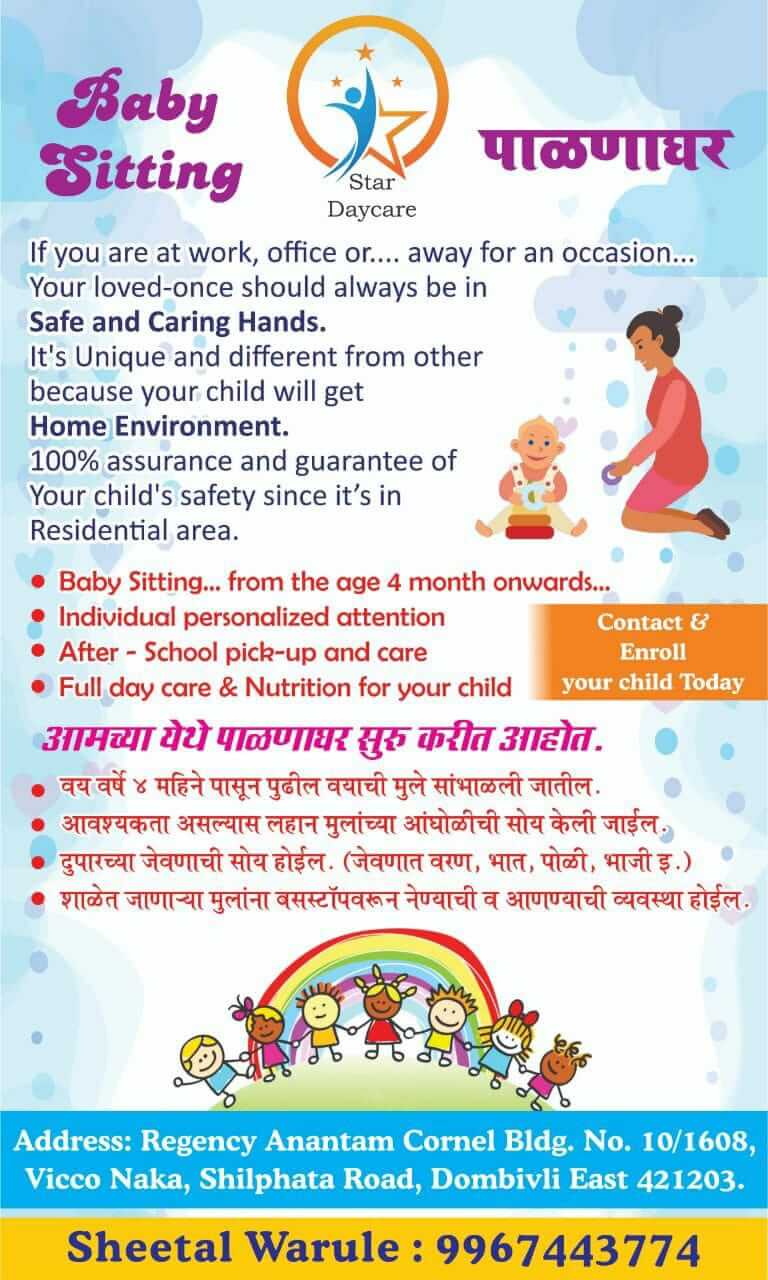 Baby
Sitting
Star
Daycare
पाळणाघर
If you are at work, office or.... away for an occasion...
Your loved-once should always be in
Safe and Caring Hands.
It's Unique and different from other
because your child will get
Home Environment.
100% assurance and guarantee of
Your child's safety since it’s in
Residential area.
• Baby Sitting... from the age 4 month onwards...
• Individual personalized attention
• After - School pick-up and care
• Full day care & Nutrition for your child
Contact &
Enroll
your child Today
आमच्या येथे पाळणाघर सुरु करीत आहोत.
• वय वर्षे ४ महिने पासून पुढील वयाची मुले सांभाळली जातील.
• आवश्यकता असल्यास लहान मुलांच्या आंघोळीची सोय केली जाईल.
• दुपारच्या जेवणाची सोय होईल. (जेवणात वरण, भात, पोळी, भाजी इ.)
• शाळेत जाणाऱ्या मुलांना बसस्टॉपवरून नेण्याची व आणण्याची व्यवस्था होईल.
Address: Regency Anantam Cornel Bldg. No. 10/1608,
Vicco Naka, Shilphata Road, Dombivli East 421203.
Sheetal Warule : 9967443774